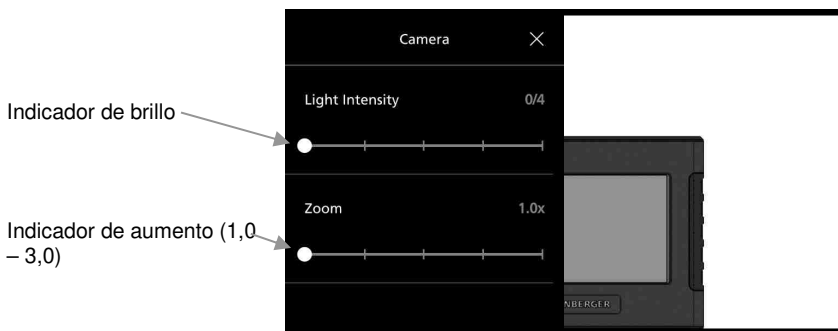 Camera
Light Intensity 0/4
Indicador de brillo
Zoom 1.0x
Indicador de aumento (1,0
– 3,0)
NBERGER